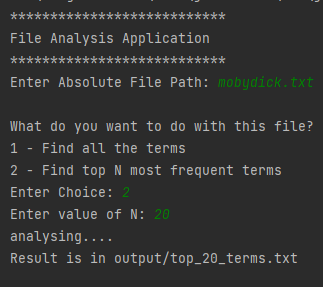 ***************************
File Analysis Application
***************************
Enter Absolute File Path: mobydick.txt
What do you want to do with this file?
1 - Find all the terms
2 - Find top N most frequent terms
Enter Choice: 2
Enter value of N: 20
analysing....
Result is in output/top_20_terms.txt